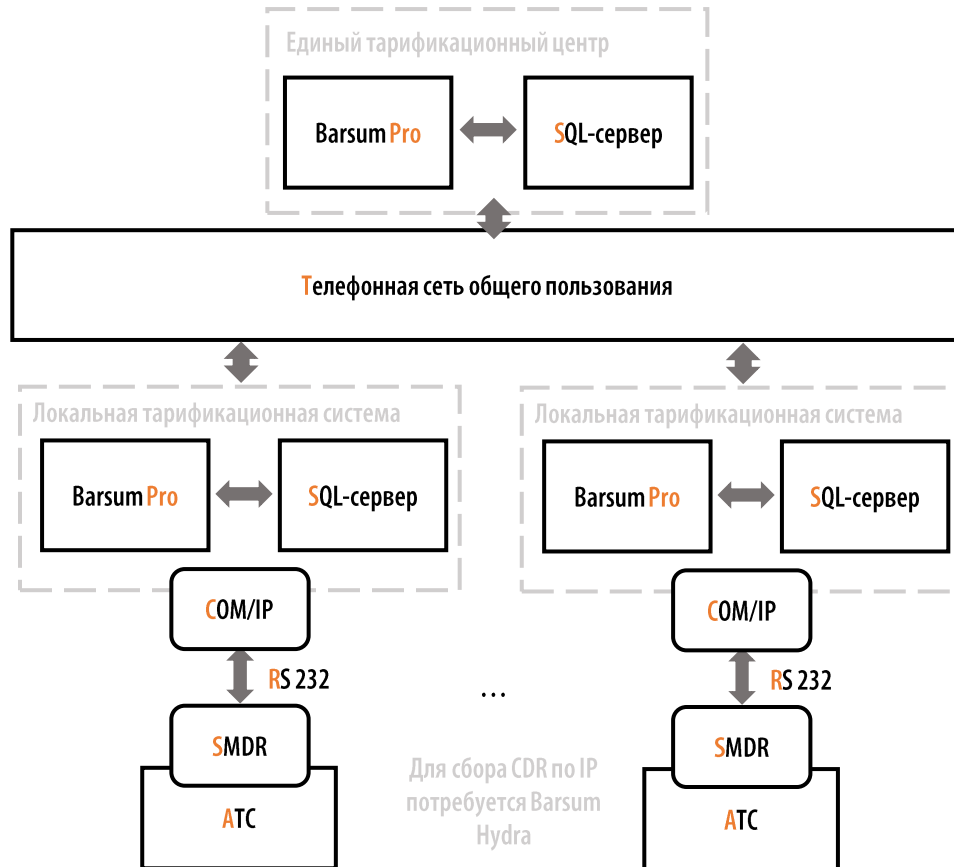 Единый тарификационный центр
Barsum Pro
SQL-сервер
Телефонная сеть общего пользования
Локальная тарификационная система
Barsum Pro
SQL-сервер
COM/IP
RS 232
SMDR
АТС
...
Для сбора CDR по IP
потребуется Barsum
Hydra
Локальная тарификационная система
Barsum Pro
SQL-сервер
COM/IP
RS 232
SMDR
АТС